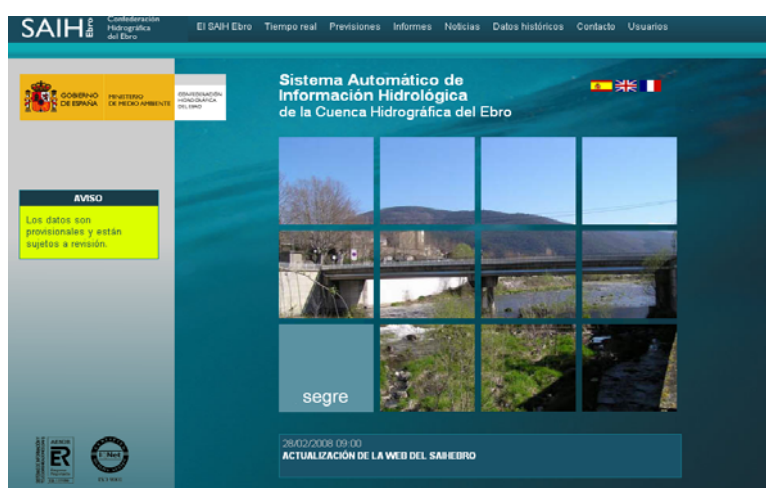 SAIH Ebro
Confederación
Hidrográfica
del Ebro
El SAIH Ebro Tiempo real Previsiones Informes Noticias Datos históricos Contacto Usuarios
GOBIERNO
DE ESPAÑA
MINISTERIO
DE MEDIO AMBIENTE
CONFEDERACIÓN
HIDROGRÁFICA
DEL EBRO
Sistema Automático de
Información Hidrológica
de la Cuenca Hidrográfica del Ebro
AVISO
Los datos son
provisionales y están
sujetos a revisión.
segre
28/02/2008 09:00
ACTUALIZACIÓN DE LA WEB DEL SAIHEBRO
AENOR
ER
IQNet